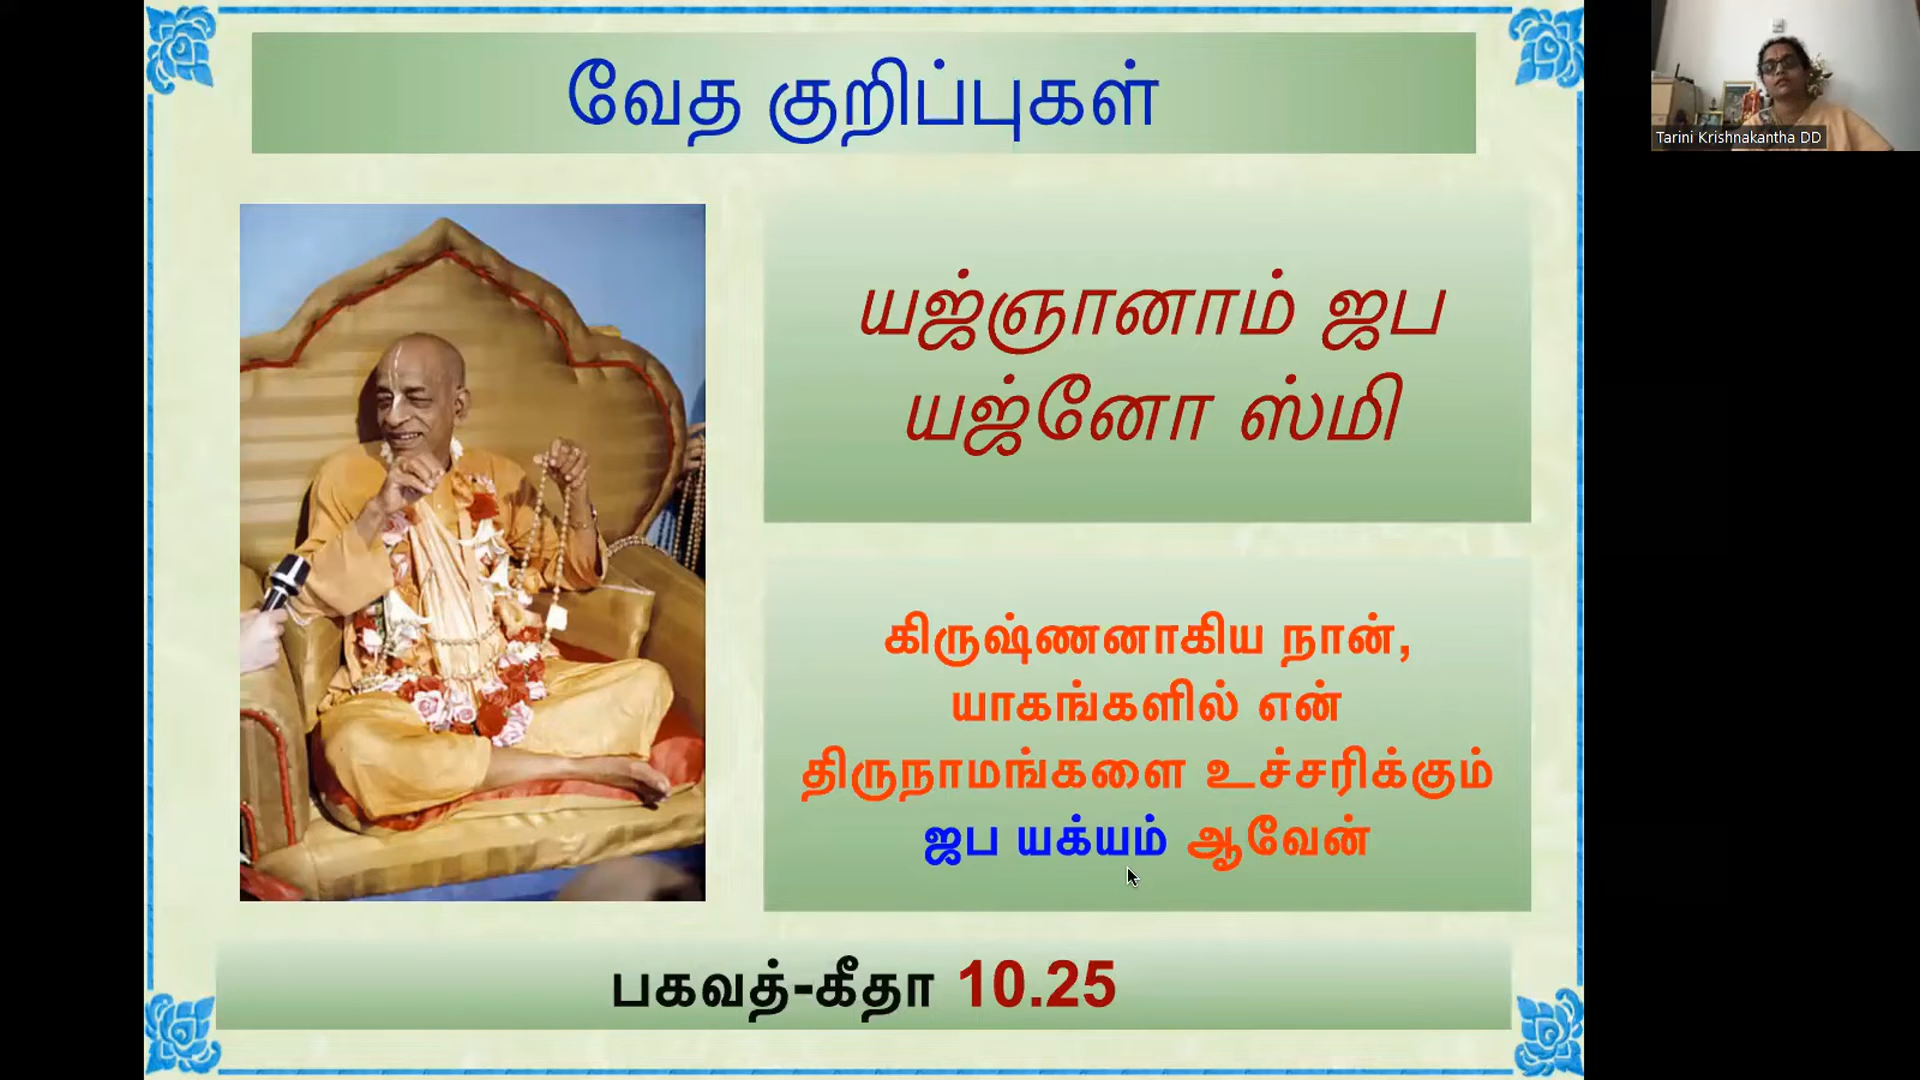 வேத குறிப்புகள்
Tarini Krishnakantha DD
யஜ்ஞானாம் ஜப
யஜ்னோ ஸ்மி
கிருஷ்ணனாகிய நான்,
யாகங்களில் என்
திருநாமங்களை உச்சரிக்கும்
ஜப யக்யம் ஆவேன்
பகவத்-கீதா 10.25